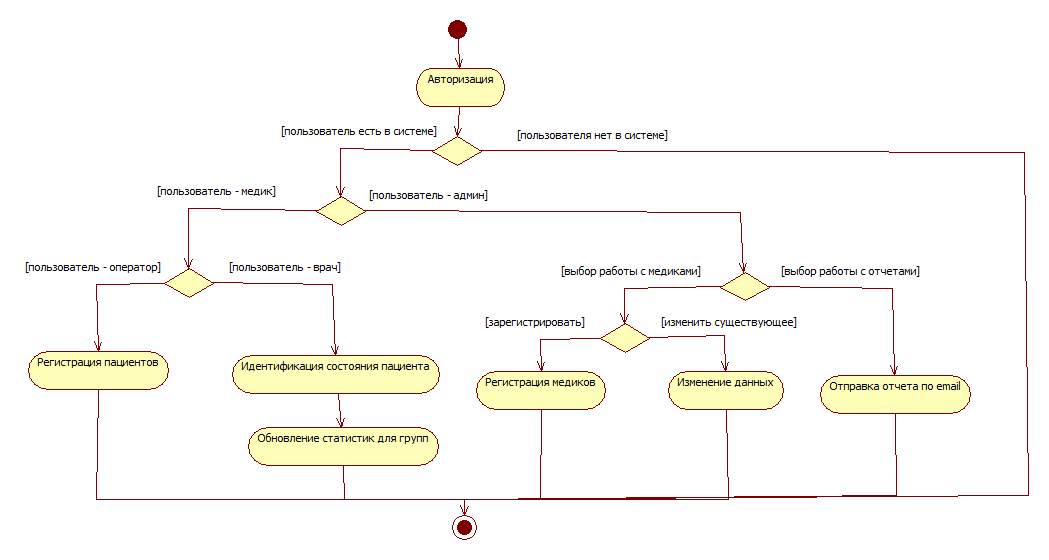 Авторизация
[пользователь есть в системе]
[пользователя нет в системе]
[пользователь - медик]
[пользователь - админ]
[пользователь - оператор]
[пользователь - врач]
[выбор работы с медиками]
[выбор работы с отчетами]
[зарегистрировать]
[изменить существующее]
Регистрация пациентов
Идентификация состояния пациента
Регистрация медиков
Изменение данных
Отправка отчета по email
Обновление статистик для групп